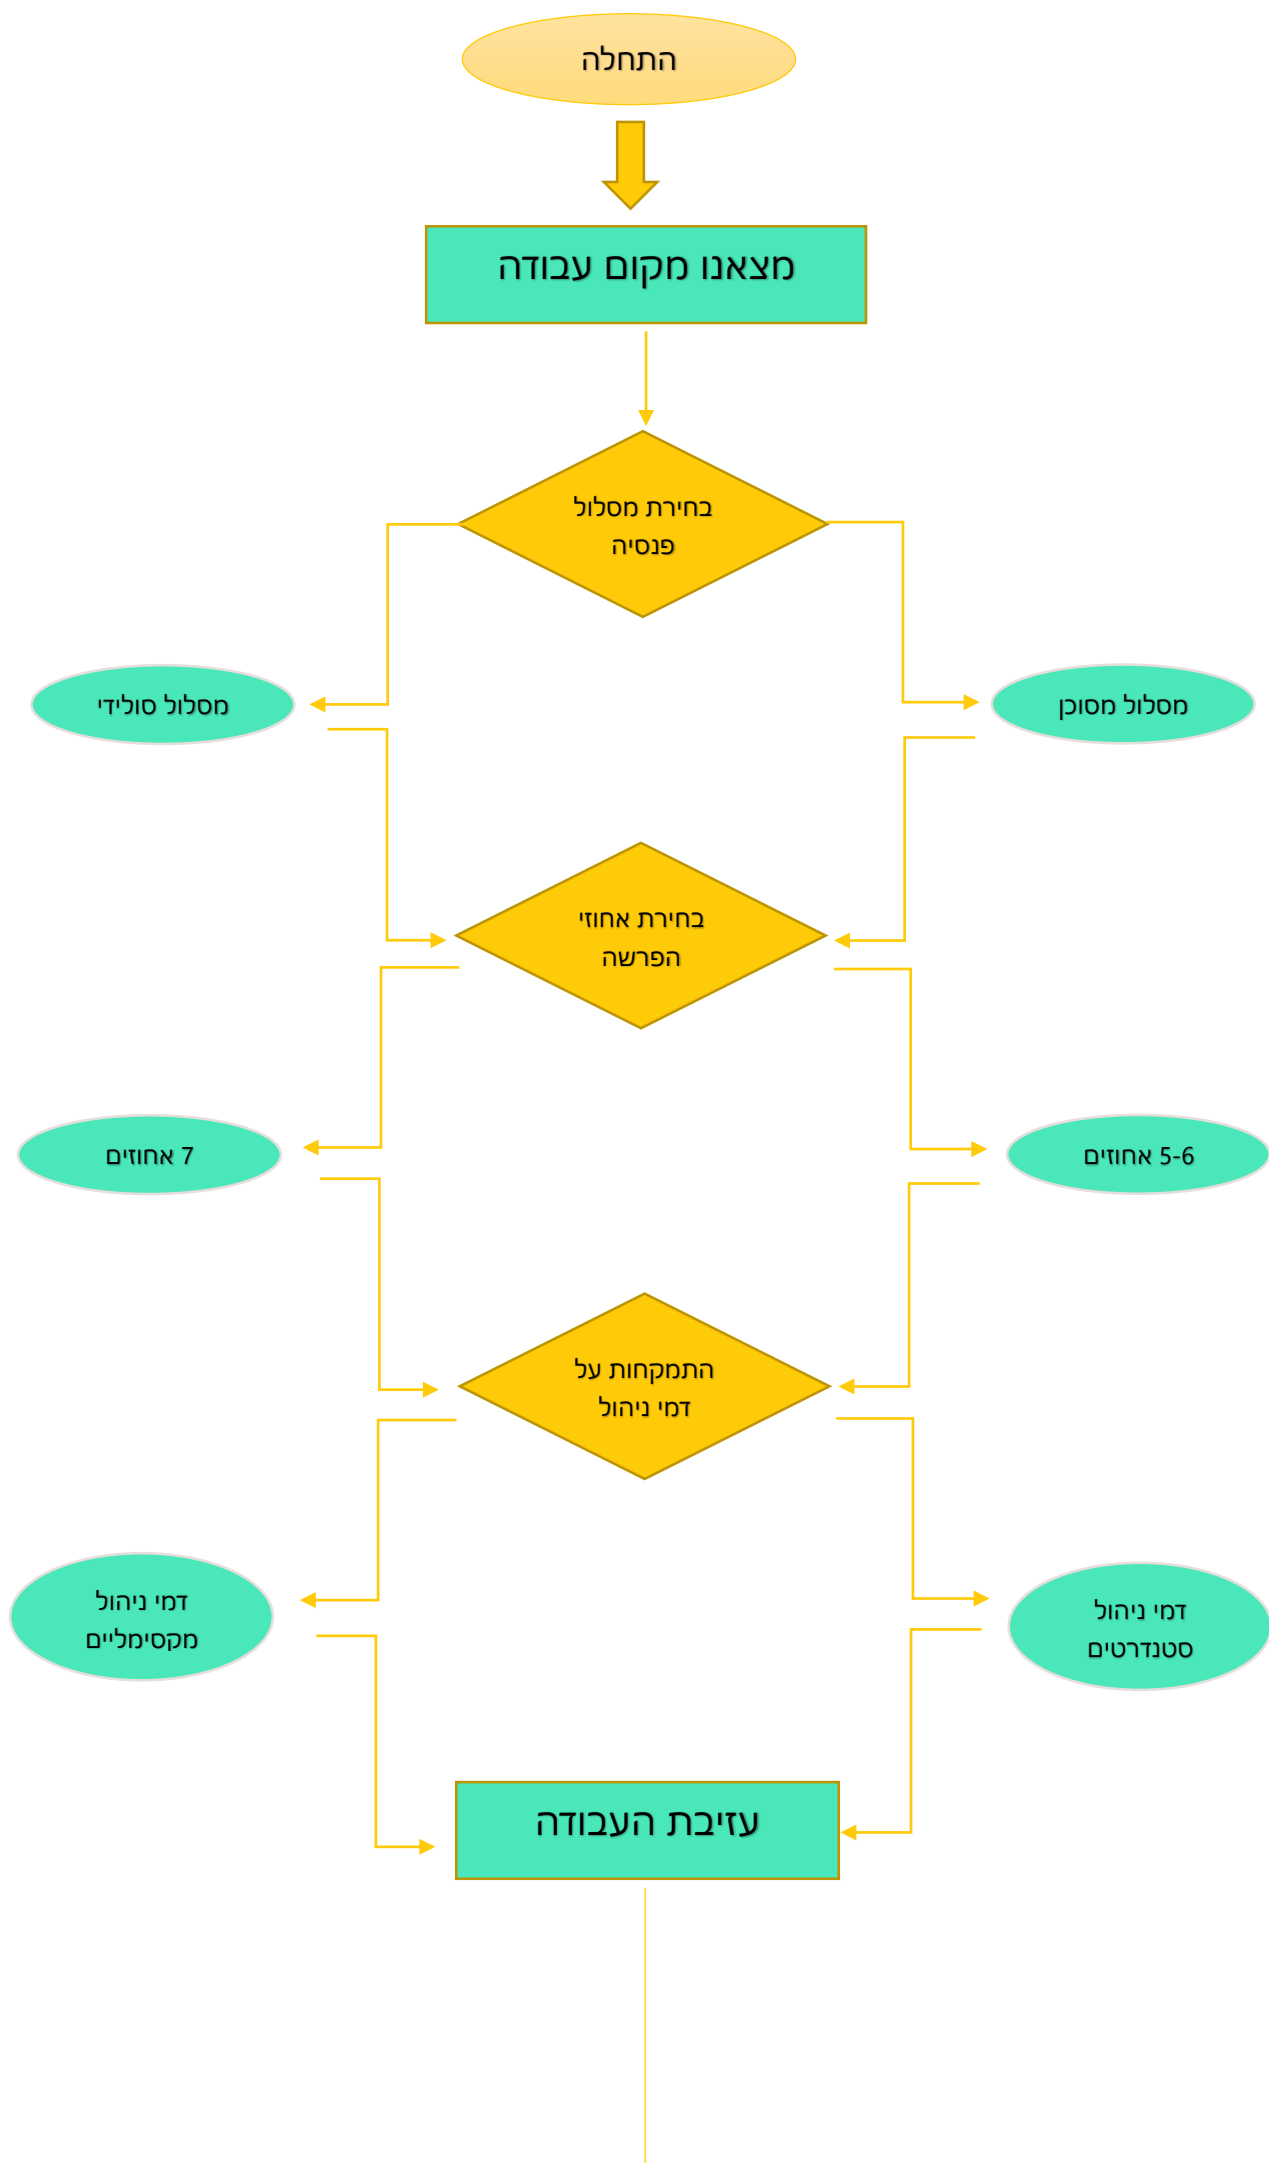 התחלה
מצאנו מקום עבודה
בחירת מסלול
פנסיה
מסלול מסוכן
מסלול סולידי
בחירת אחוזי
הפרשה
5-6 אחוזים
7 אחוזים
התמקחות על
דמי ניהול
דמי ניהול
סטנדרטים
דמי ניהול
מקסימליים
עזיבת העבודה